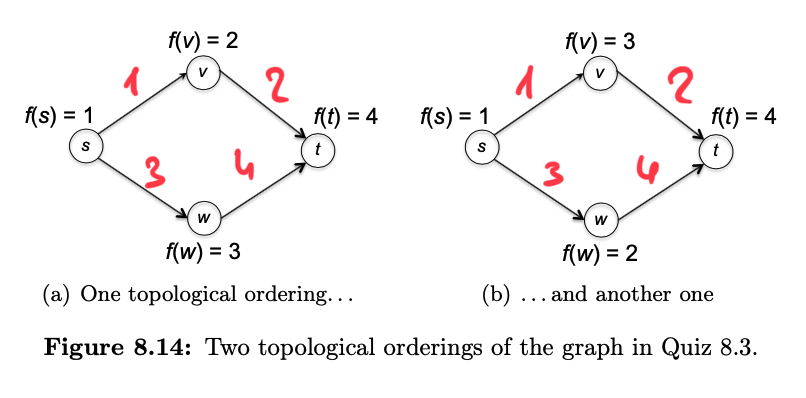 f(v) = 2
1
2
f(s) = 1
v
f(t) = 4
s
t
3
4
w
f(w) = 3
(a) One topological ordering...
f(v) = 3
1
2
f(s) = 1
v
f(t) = 4
s
t
3
4
w
f(w) = 2
(b) ...and another one
Figure 8.14: Two topological orderings of the graph in Quiz 8.3.